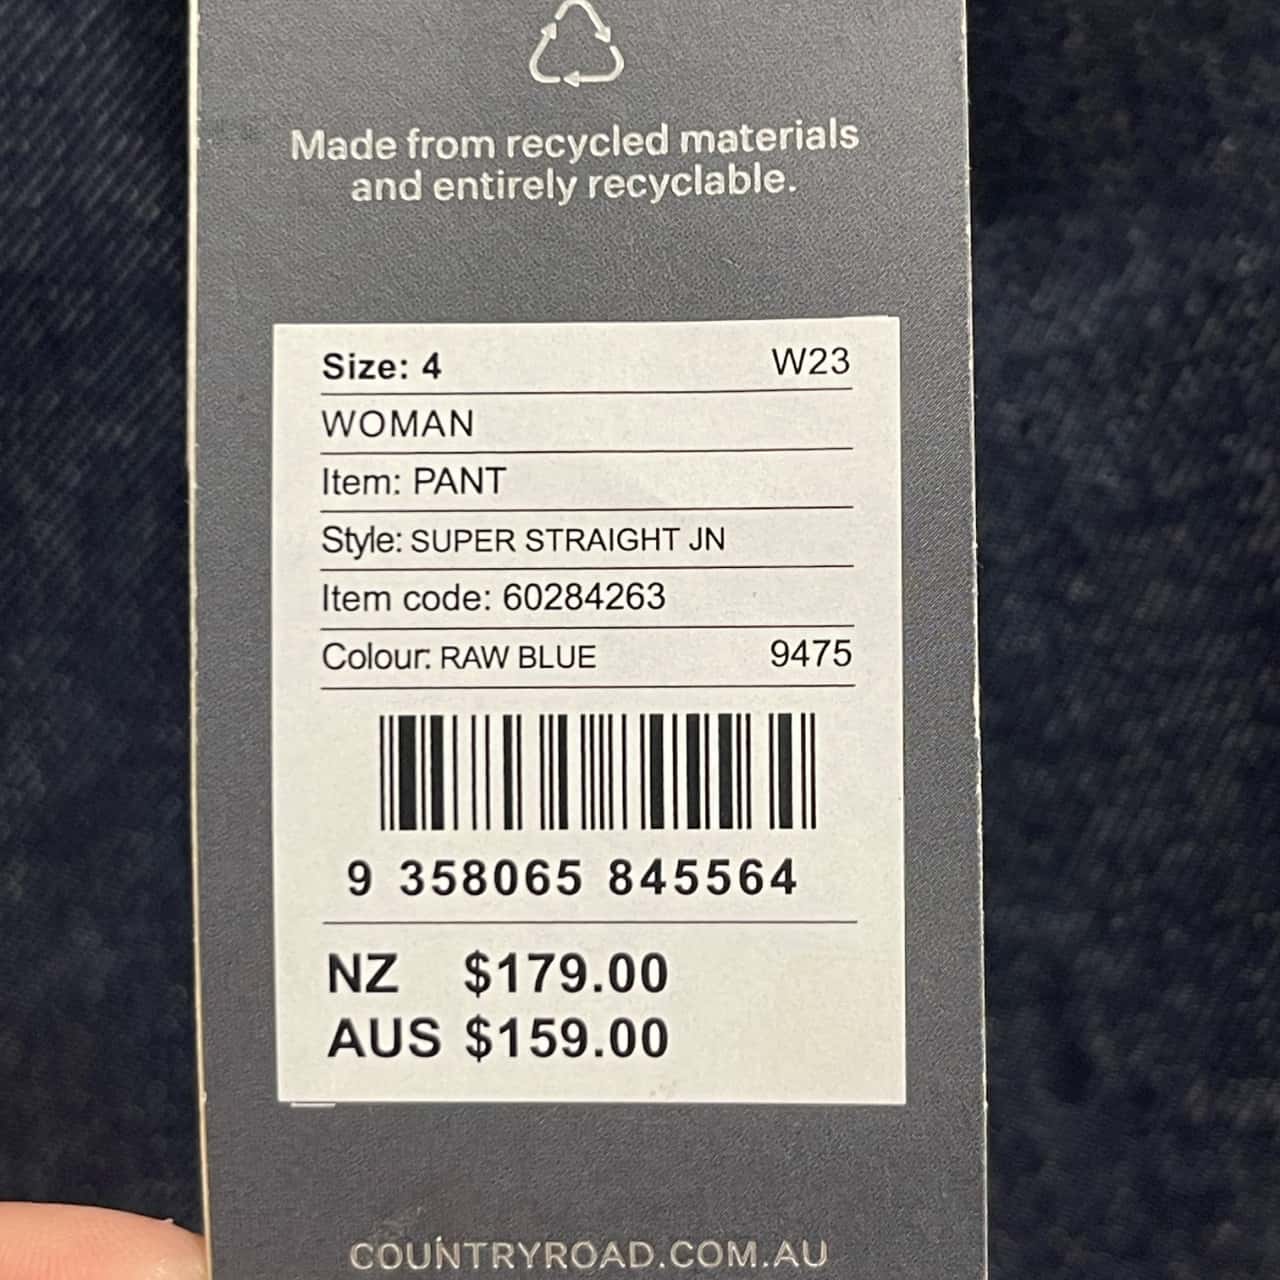 Made from recycled materials
and entirely recyclable.
Size: 4 W23
WOMAN
Item: PANT
Style: SUPER STRAIGHT JN
Item code: 60284263
Colour: RAW BLUE 9475
9 358065 845564
NZ $179.00
AUS $159.00
COUNTRYROAD.COM.AU